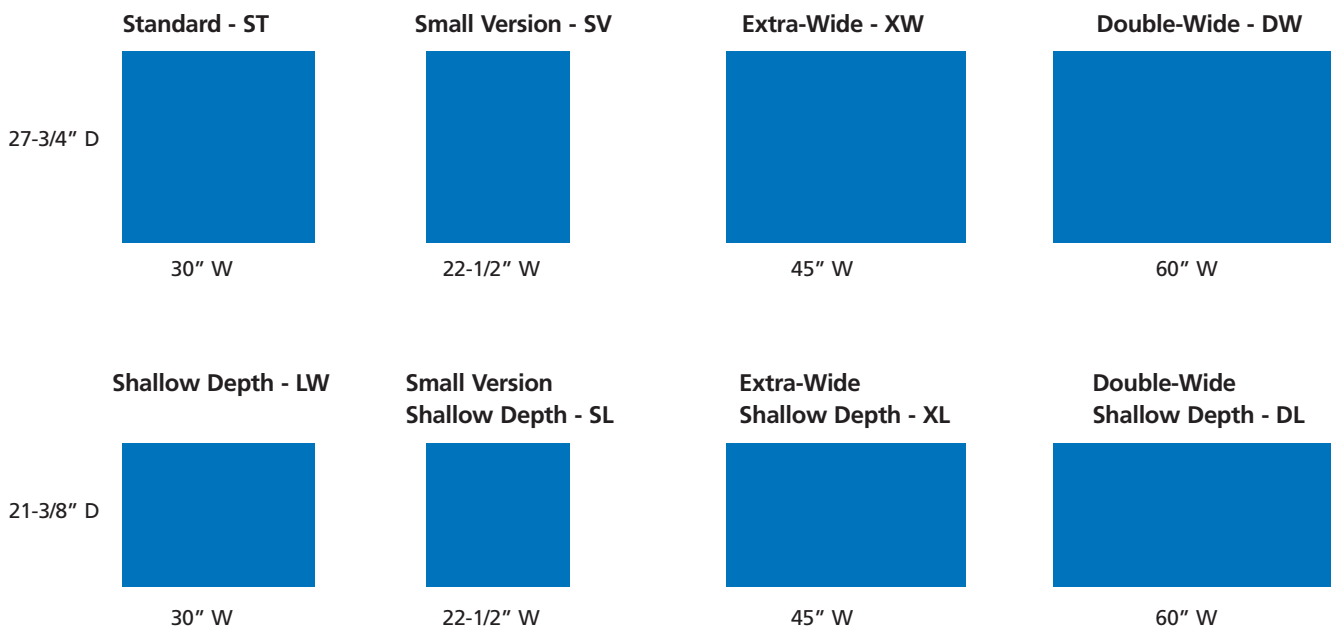 Standard - ST
Small Version - SV
Extra-Wide - XW
Double-Wide - DW
27-3/4” D
30” W
22-1/2” W
45” W
60” W
Shallow Depth - LW
Small Version
Shallow Depth - SL
Extra-Wide
Shallow Depth - XL
Double-Wide
Shallow Depth - DL
21-3/8” D
30” W
22-1/2” W
45” W
60” W